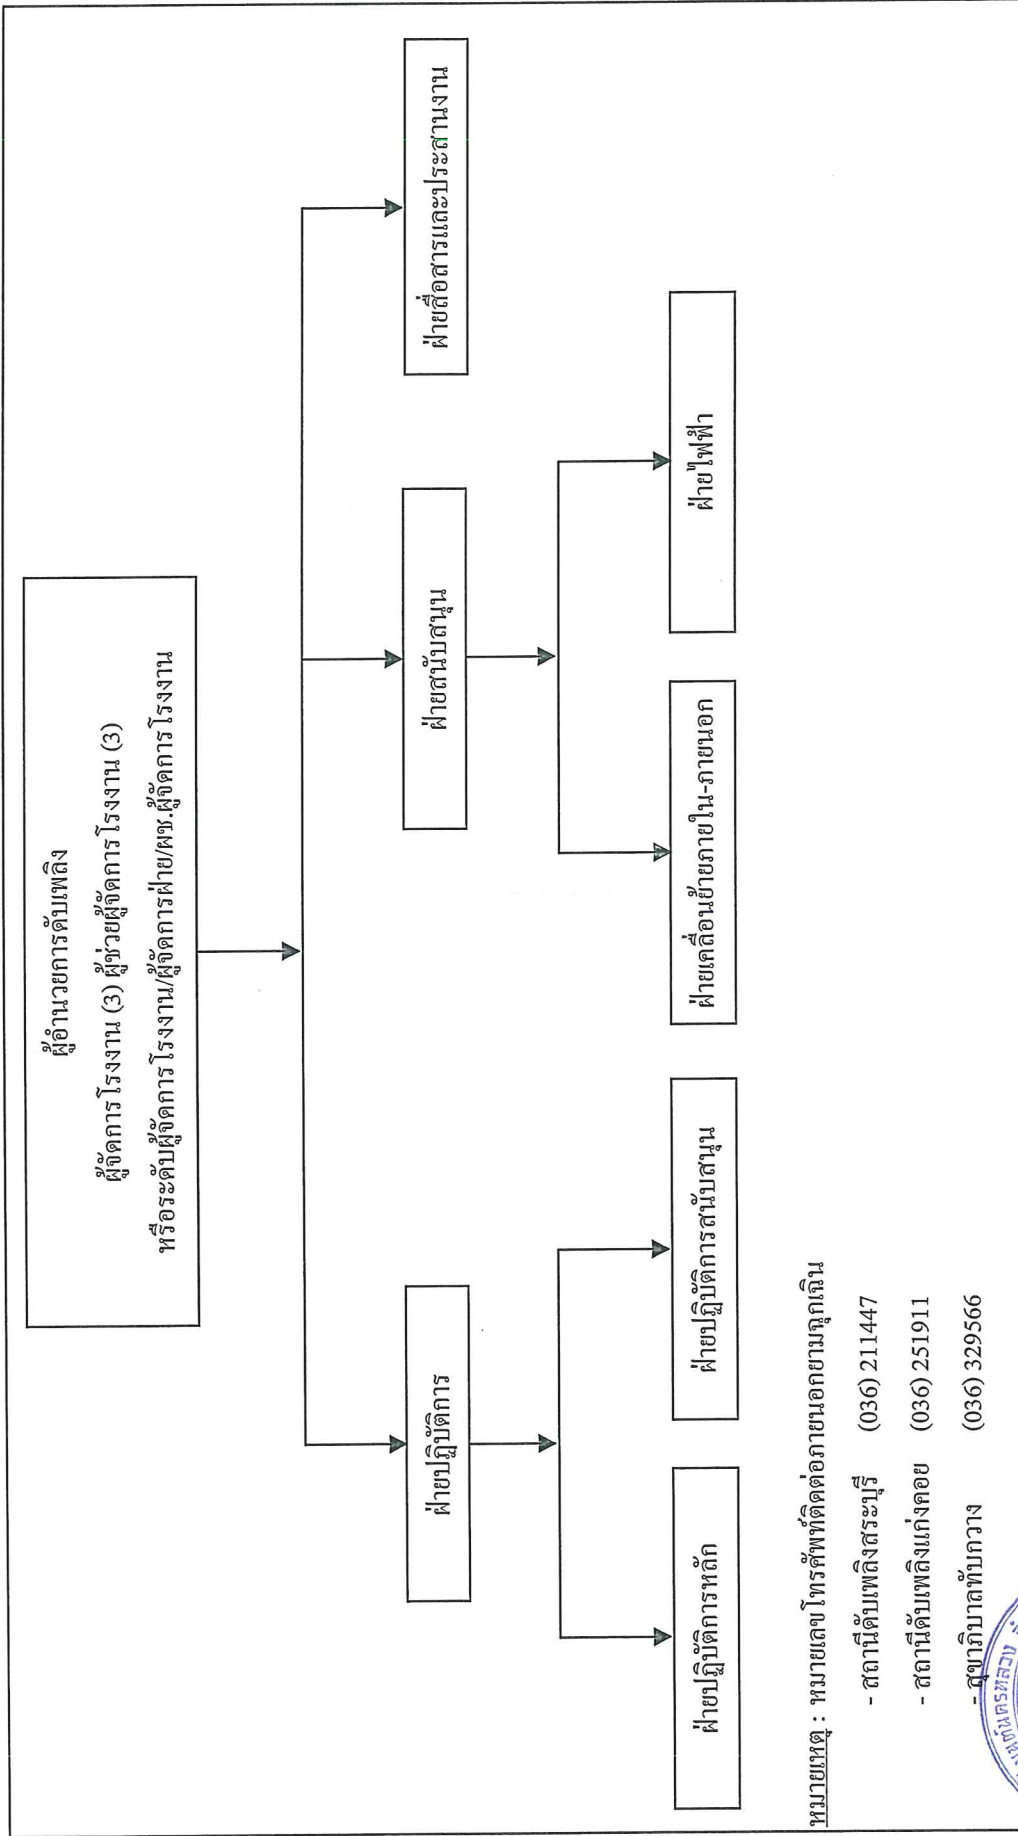 ผู้อำนวยการดับเพลิง
ผู้จัดการโรงงาน (3) ผู้ช่วยผู้จัดการโรงงาน (3)
หรือระดับผู้จัดการโรงงาน/ผู้จัดการฝ่าย/ผช.ผู้จัดการโรงงาน
ฝ่ายปฏิบัติการ
ฝ่ายสนับสนุน
ฝ่ายสื่อสารและประสานงาน
ฝ่ายปฏิบัติการหลัก
ฝ่ายปฏิบัติการสนับสนุน
ฝ่ายเคลื่อนย้ายภายใน-ภายนอก
ฝ่ายไฟฟ้า
หมายเหตุ : หมายเลขโทรศัพท์ติดต่อภายนอกยามฉุกเฉิน
- สถานีดับเพลิงสระบุรี (036) 211447
- สถานีดับเพลิงแก่งคอย (036) 251911
- สุขาภิบาลทับกวาง (036) 329566